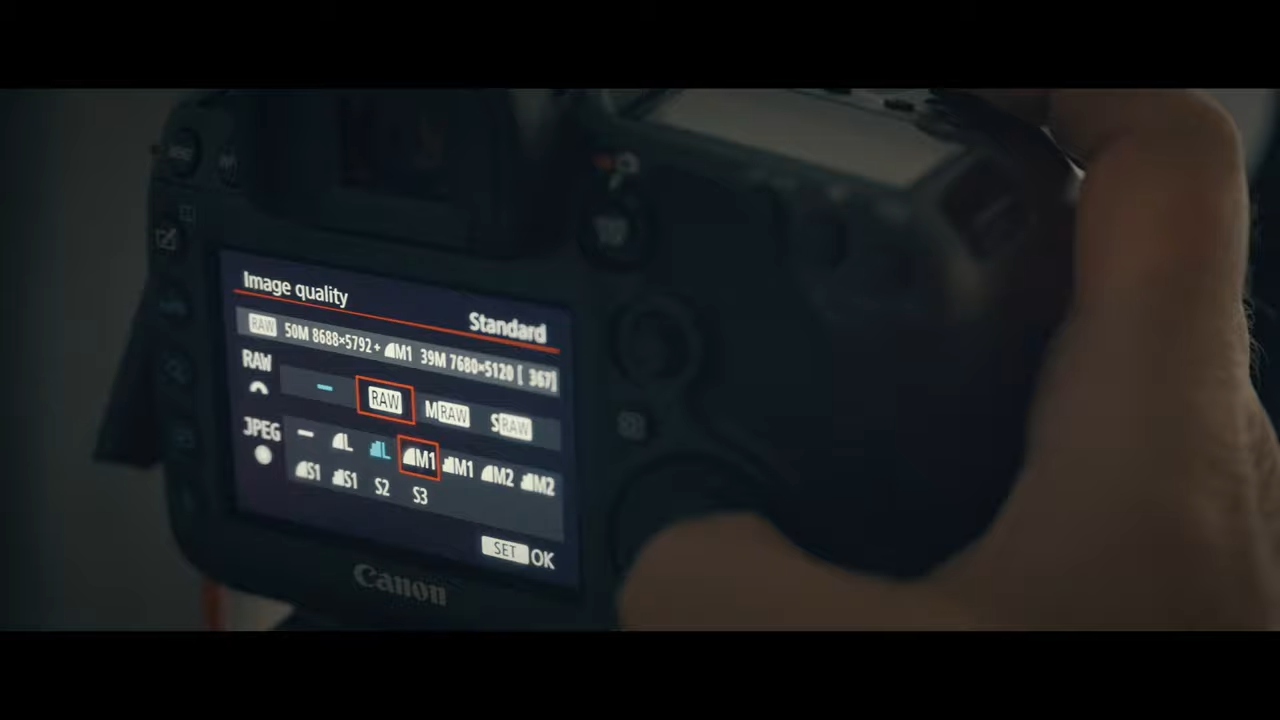 Image quality
Standard
RAW 50M 8688×5792 + M1 39M 7680×5120 [ 367]
RAW
– RAW MRAW SRAW
JPEG
– L L M1 M1 M2 M2
S1 S1 S2 S3
SET OK
Canon